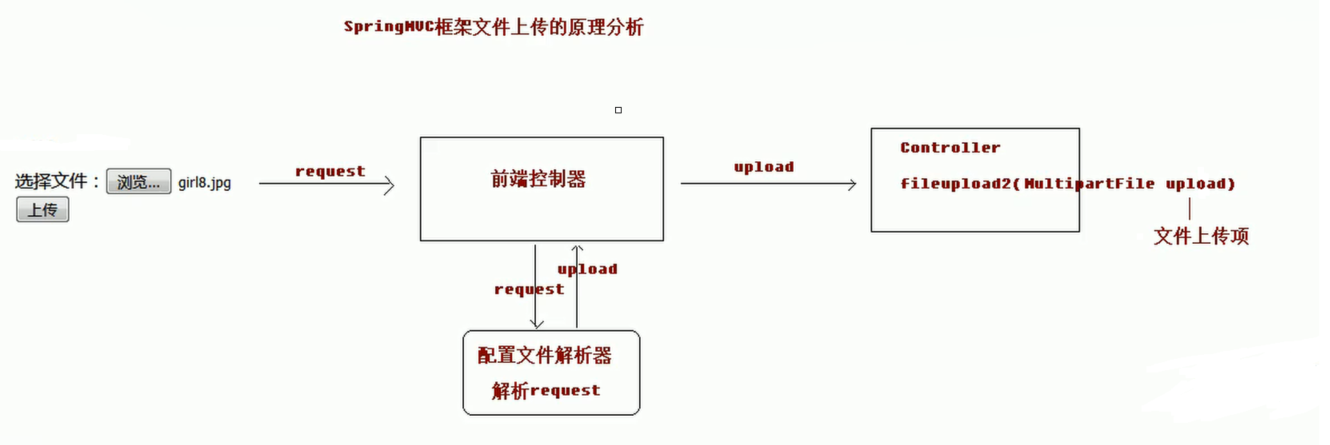 SpringMVC框架文件上传的原理分析
选择文件： 浏览... girl8.jpg
上传
request
前端控制器
upload
Controller
fileupload2(MultipartFile upload)
文件上传项
upload
request
配置文件解析器
解析request